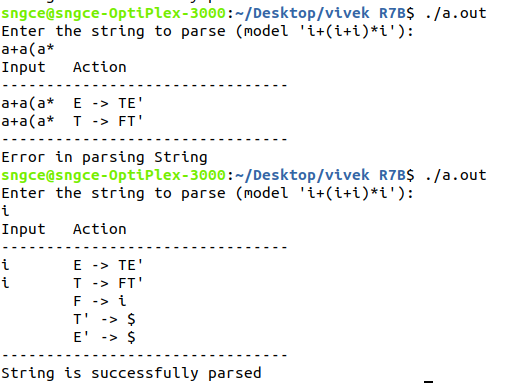 sngce@sngce-OptiPlex-3000:~/Desktop/vivek R7B$ ./a.out
Enter the string to parse (model 'i+(i+i)*i'):
a+a(a*
Input   Action
--------------------------------
a+a(a*  E -> TE'
a+a(a*  T -> FT'
--------------------------------
Error in parsing String
sngce@sngce-OptiPlex-3000:~/Desktop/vivek R7B$ ./a.out
Enter the string to parse (model 'i+(i+i)*i'):
i
Input   Action
--------------------------------
i       E -> TE'
i       T -> FT'
        F -> i
        T' -> $
        E' -> $
--------------------------------
String is successfully parsed